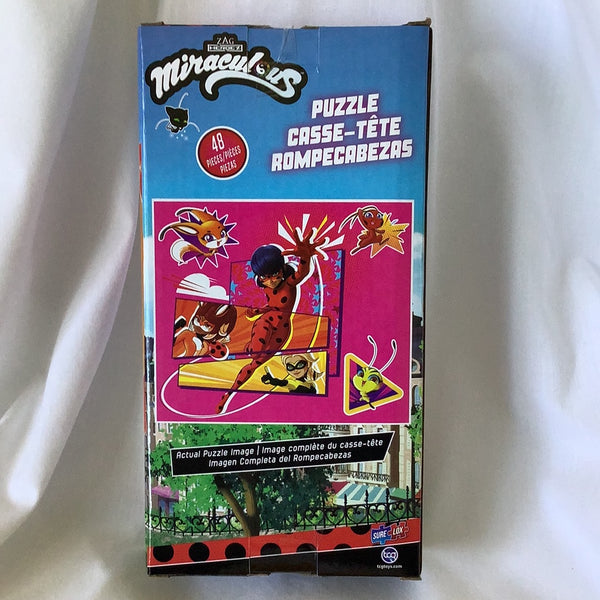 ZAG
HEROEZ
Miraculous
PUZZLE
CASSE-TÊTE
ROMPECABEZAS
48
PIECES/PIÈCES
PIEZAS
Actual Puzzle Image | Image complète du casse-tête
Imagen Completa del Rompecabezas
SURE LOX
tcg
tcgtoys.com